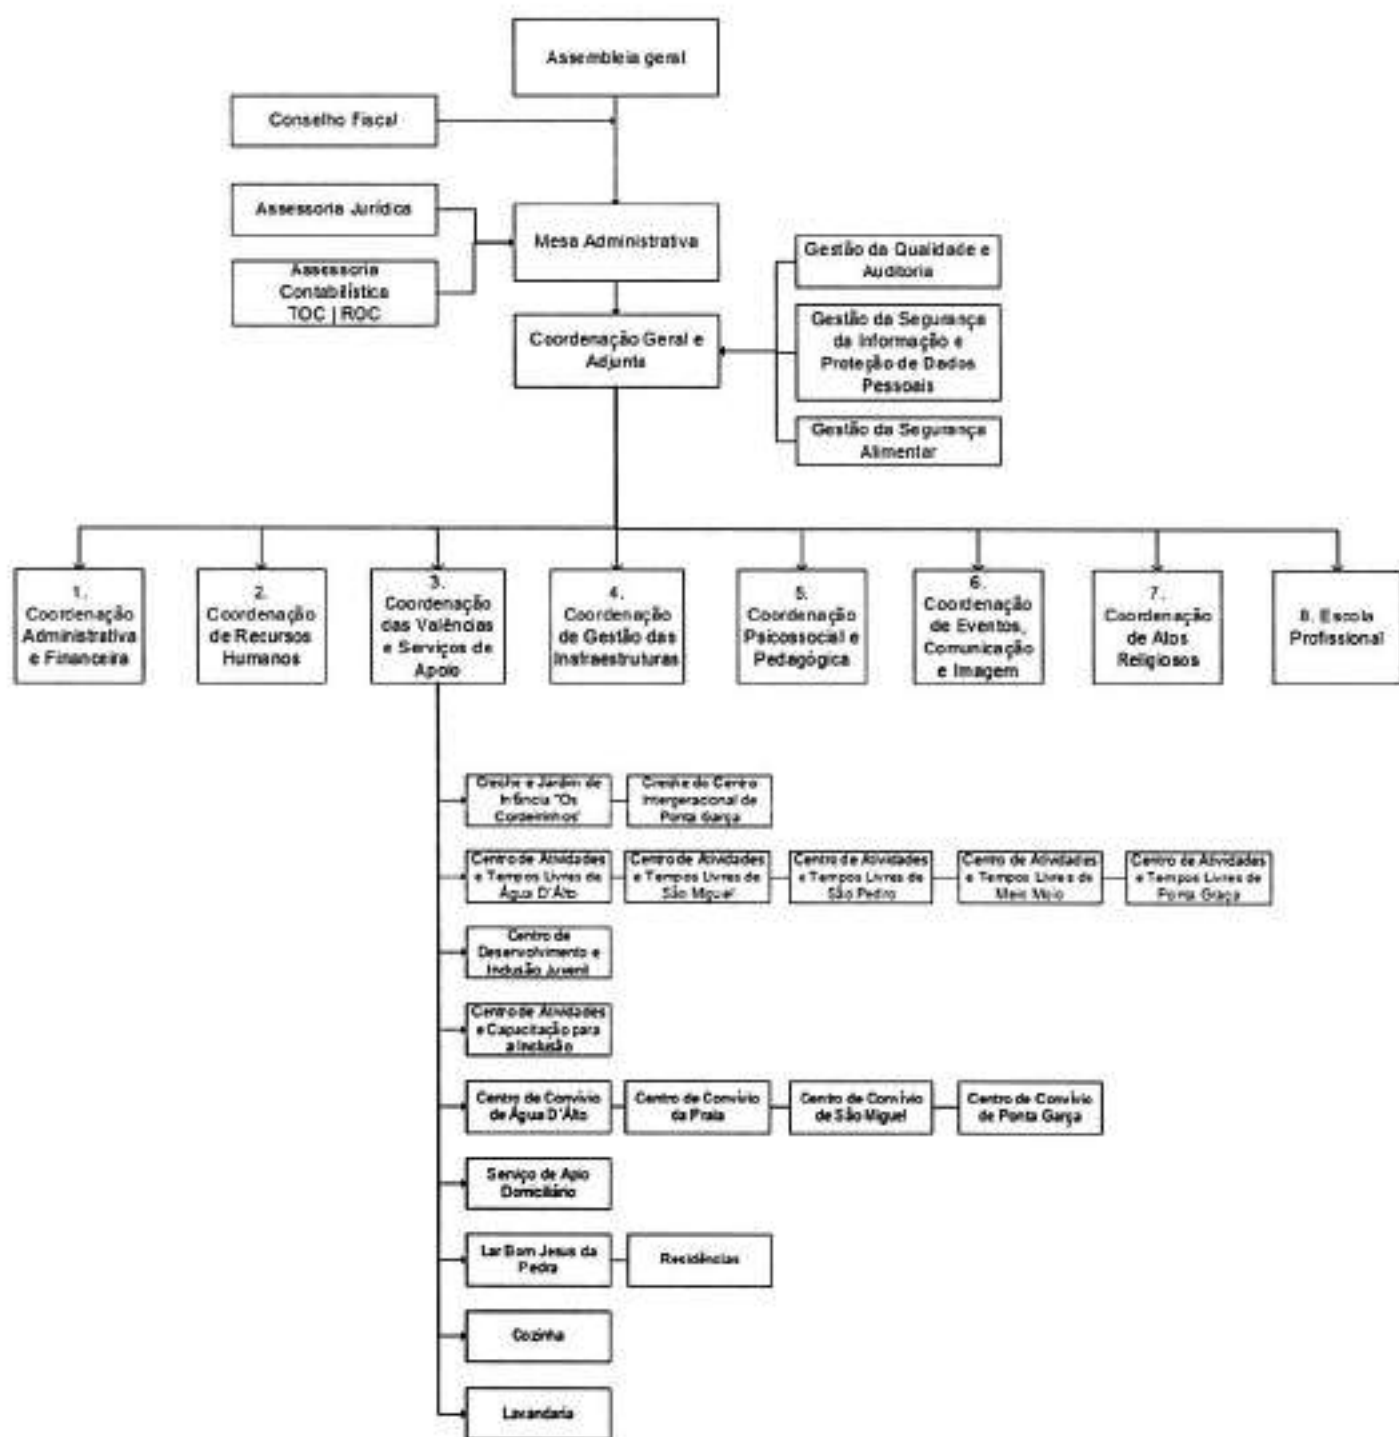 Assembleia geral
Conselho Fiscal
Assessoria Jurídica
Mesa Administrativa
Assessoria
Contabilística
TOC | ROC
Gestão da Qualidade e
Auditoria
Coordenação Geral e
Adjunta
Gestão da Segurança
da Informação e
Proteção de Dados
Pessoais
Gestão da Segurança
Alimentar
1.
Coordenação
Administrativa
e Financeira
2.
Coordenação
de Recursos
Humanos
3.
Coordenação
das Valências
e Serviços de
Apoio
4.
Coordenação
de Gestão das
Insfraestruturas
5.
Coordenação
Psicossocial e
Pedagógica
6.
Coordenação
de Eventos,
Comunicação
e Imagem
7.
Coordenação
de Atos
Religiosos
8. Escola
Profissional
Creche e Jardim de
Infância "Os
Cordeirinhos"
Creche do Centro
Intergeracional de
Ponta Garça
Centro de Atividades
e Tempos Livres de
Água D'Álto
Centro de Atividades
e Tempos Livres de
São Miguel
Centro de Atividades
e Tempos Livres de
São Pedro
Centro de Atividades
e Tempos Livres de
Meio Moio
Centro de Atividades
e Tempos Livres de
Ponta Graça
Centro de
Desenvolvimento e
Inclusão Juvenil
Centro de Atividades
e Capacitação para
a Inclusão
Centro de Convívio
de Água D'Álto
Centro de Convívio
da Praia
Centro de Convívio
de São Miguel
Centro de Convívio
de Ponta Garça
Serviço de Apio
Domiciliário
Lar Bom Jesus da
Pedra
Residências
Cozinha
Lavandaria